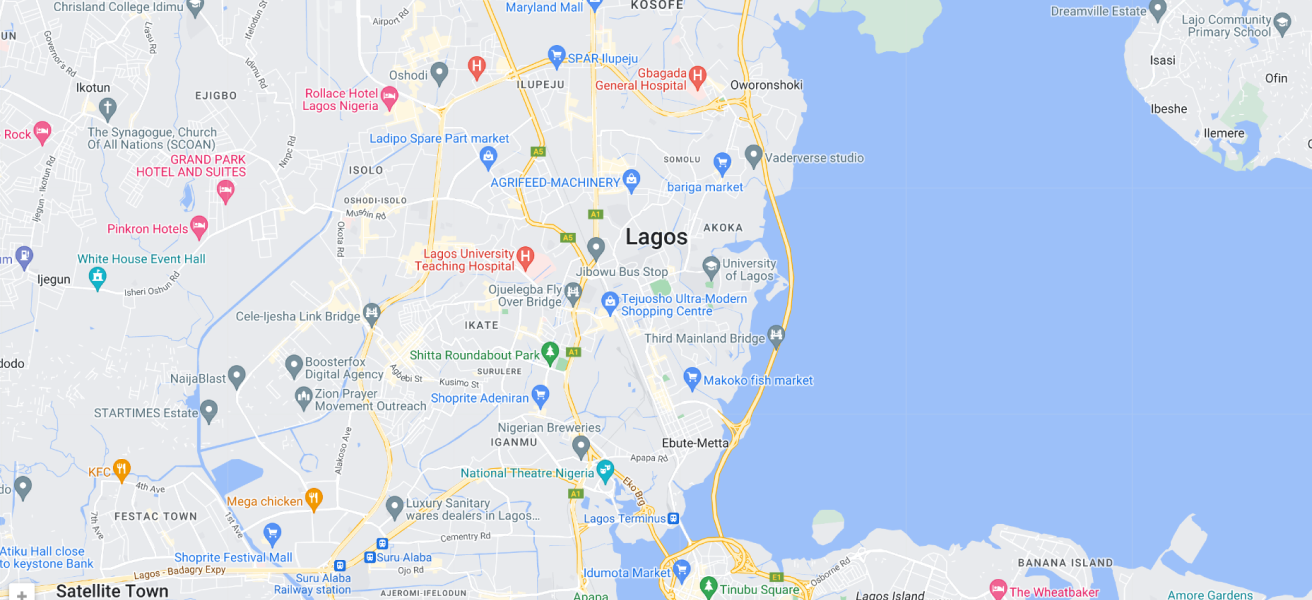 Chrisland College Idimu
Airport Rd
Maryland Mall
KOSOFE
Dreamville Estate
Lajo Community
Primary School
Governor's Rd
Liasu Rd
Idimu Rd
Isasi
Ikotun
EJIGBO
Oshodi
SPAR Ilupeju
ILUPEJU
Gbagada
General Hospital
Oworonshoki
Ofin
Rollace Hotel
Lagos Nigeria
Ibeshe
Rock
The Synagogue, Church
Of All Nations (SCOAN)
Ladipo Spare Part market
Ilemere
A5
GRAND PARK
HOTEL AND SUITES
Nnpc Rd
ISOLO
SOMOLU
Vaderverse studio
Ijegun - Ikotun Rd
AGRIFEED-MACHINERY
bariga market
OSHODI-ISOLO
Mushin Rd
A1
Pinkron Hotels
Okota Rd
A5
Lagos
AKOKA
White House Event Hall
Lagos University
Teaching Hospital
Jibowu Bus Stop
University
of Lagos
Ijegun
Isheri Oshun Rd
Ojuelegba Fly
Over Bridge
Tejuosho Ultra-Modern
Shopping Centre
Cele-Ijesha Link Bridge
IKATE
Third Mainland Bridge
Shitta Roundabout Park
A1
Boosterfox
Digital Agency
SURULERE
NaijaBlast
Agbebi St
Kusimo St
Makoko fish market
Zion Prayer
Movement Outreach
Shoprite Adeniran
STARTIMES Estate
Nigerian Breweries
IGANMU
Ebute-Metta
Alakoso Ave
Apapa Rd
KFC
National Theatre Nigeria
4th Ave
Eko Brg
A1
Mega chicken
Luxury Sanitary
wares dealers in Lagos...
FESTAC TOWN
7th Ave
1st Ave
Lagos Terminus
Cementry Rd
Atiku Hall close
to keystone Bank
Shoprite Festival Mall
Suru Alaba
Ojo Rd
Lagos - Badagry Expy
Idumota Market
E1
Osborne Rd
BANANA ISLAND
Suru Alaba
Railway station
Satellite Town
AJEROMI-IFELODUN
Apapa
Tinubu Square
Lagos Island
The Wheatbaker
Amore Gardens